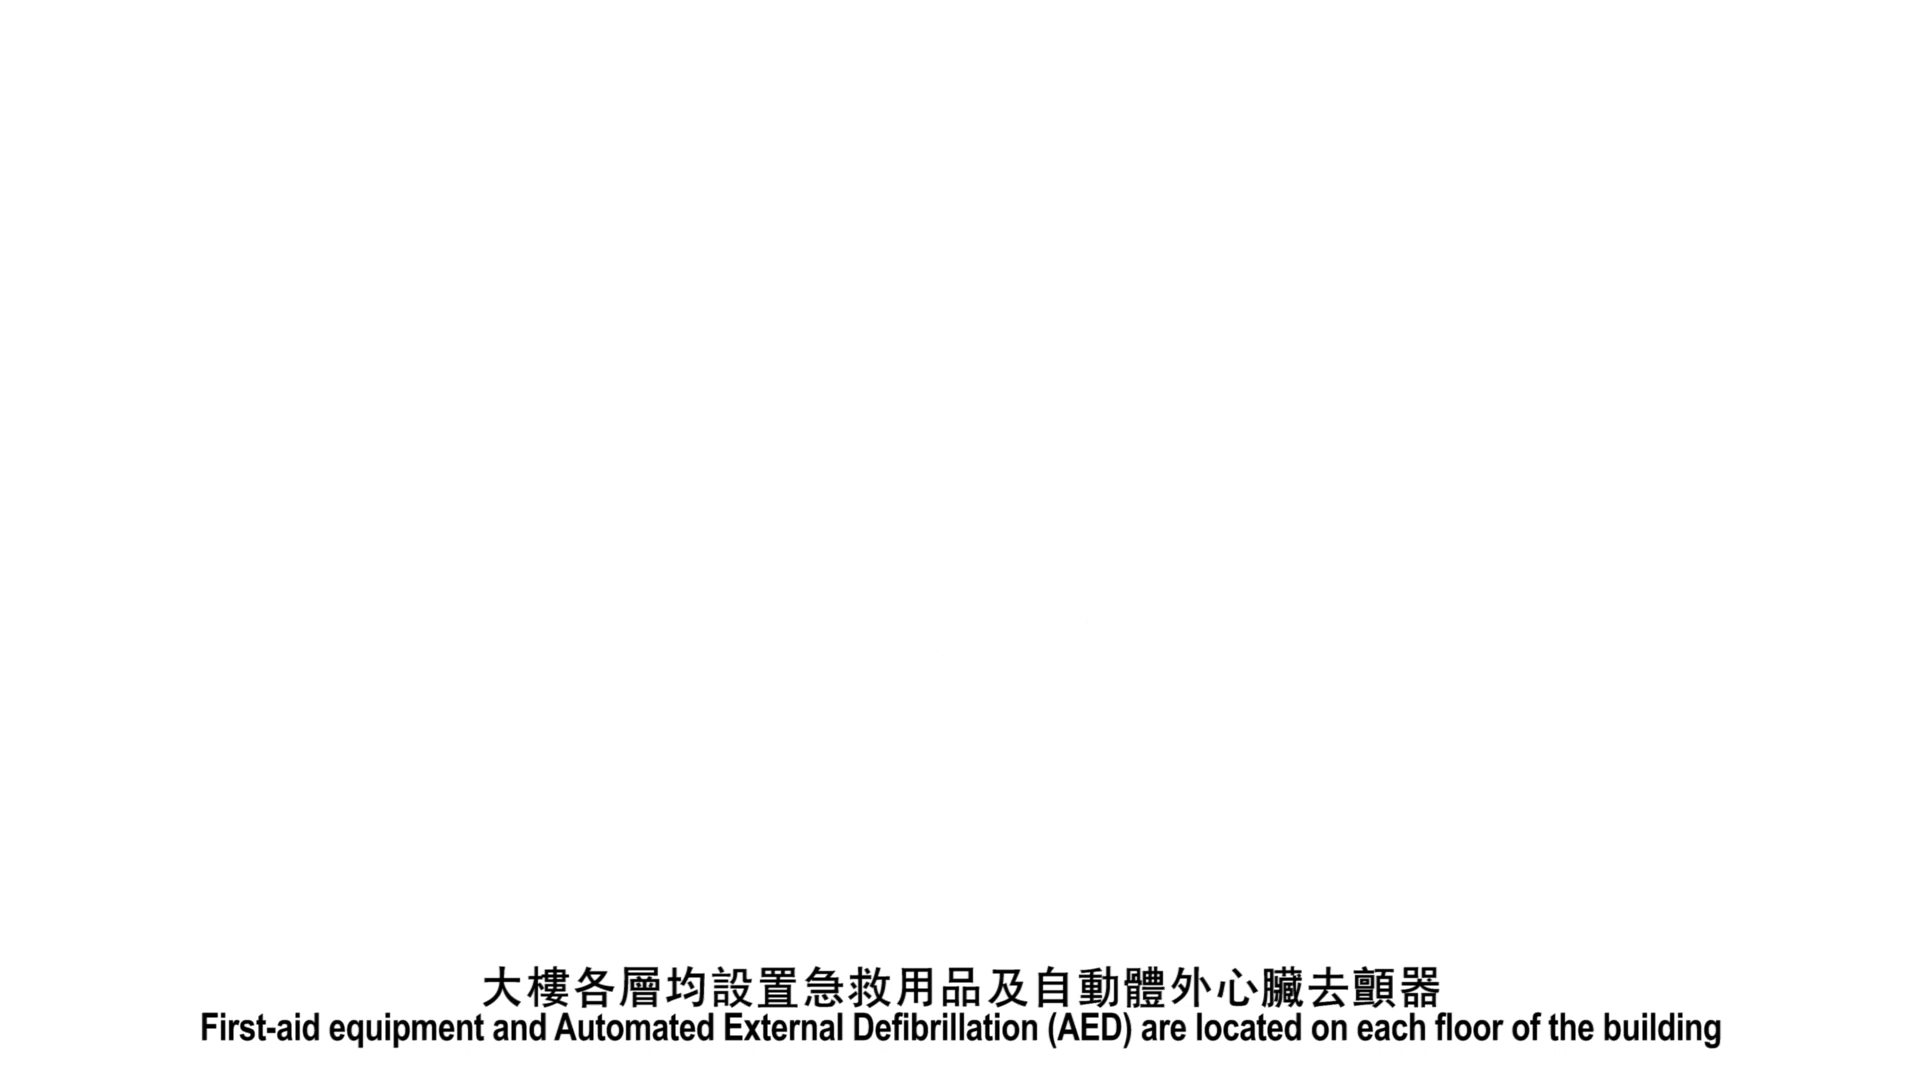 大樓各層均設置急救用品及自動體外心臟去顫器
First-aid equipment and Automated External Defibrillation (AED) are located on each floor of the building